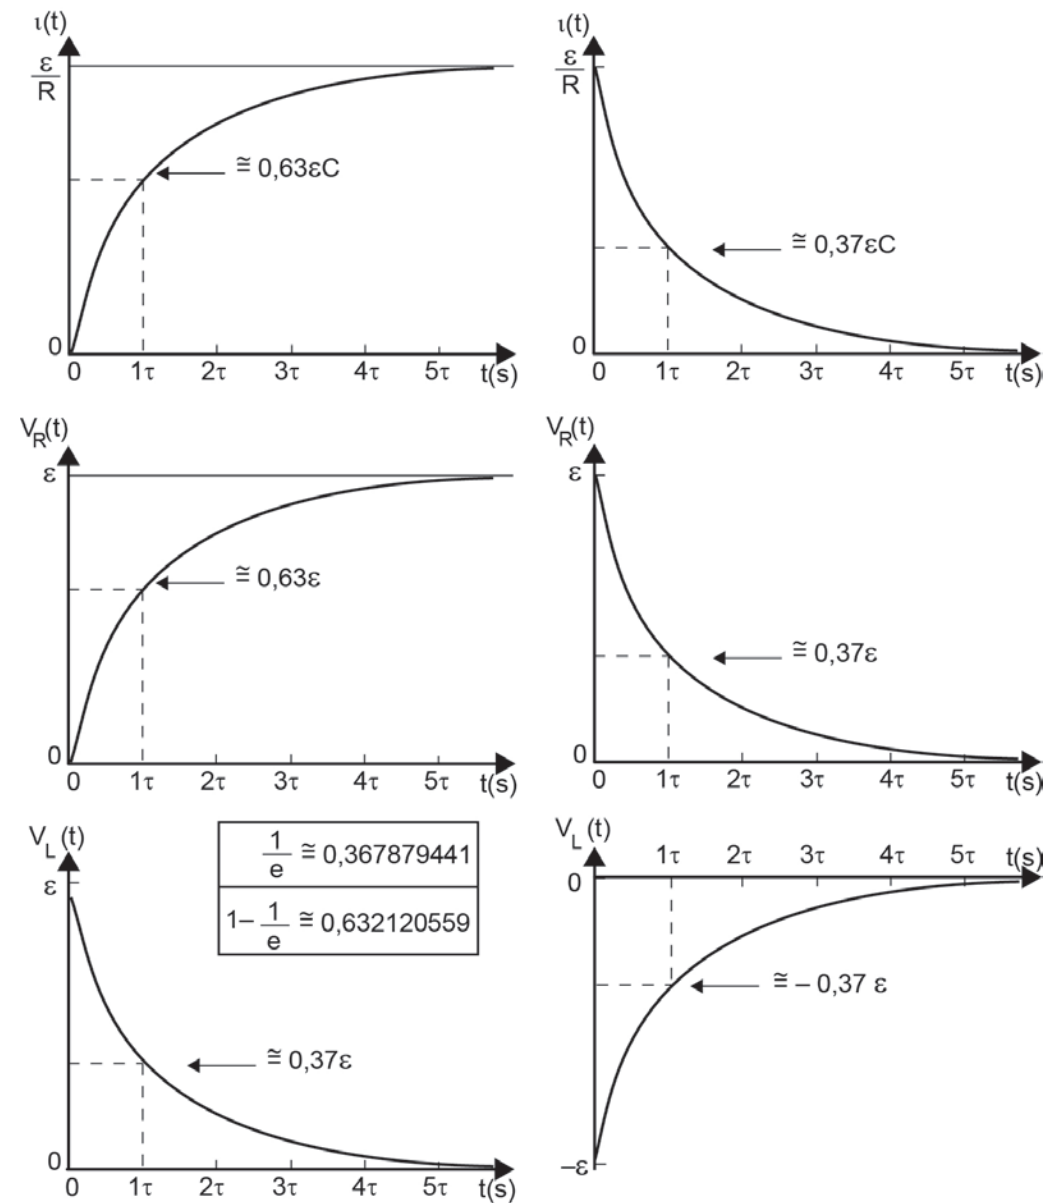 ι(t)
ε
R
≅ 0,63εC
0
0 1τ 2τ 3τ 4τ 5τ t(s)
ι(t)
ε
R
≅ 0,37εC
0
0 1τ 2τ 3τ 4τ 5τ t(s)
V_R(t)
ε
≅ 0,63ε
0
0 1τ 2τ 3τ 4τ 5τ t(s)
V_R(t)
ε
≅ 0,37ε
0
0 1τ 2τ 3τ 4τ 5τ t(s)
V_L (t)
ε
1/e ≅ 0,367879441
1– 1/e ≅ 0,632120559
≅ 0,37ε
0
0 1τ 2τ 3τ 4τ 5τ t(s)
V_L (t)
1τ 2τ 3τ 4τ 5τ t(s)
0
≅ – 0,37 ε
–ε